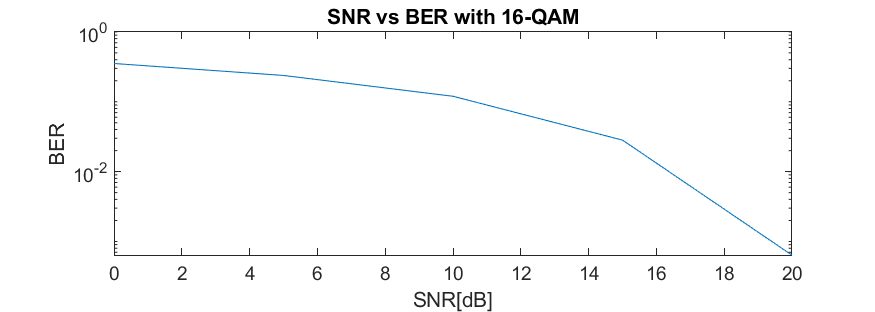 SNR vs BER with 16-QAM
10^0
10^-2
BER
0 2 4 6 8 10 12 14 16 18 20
SNR[dB]